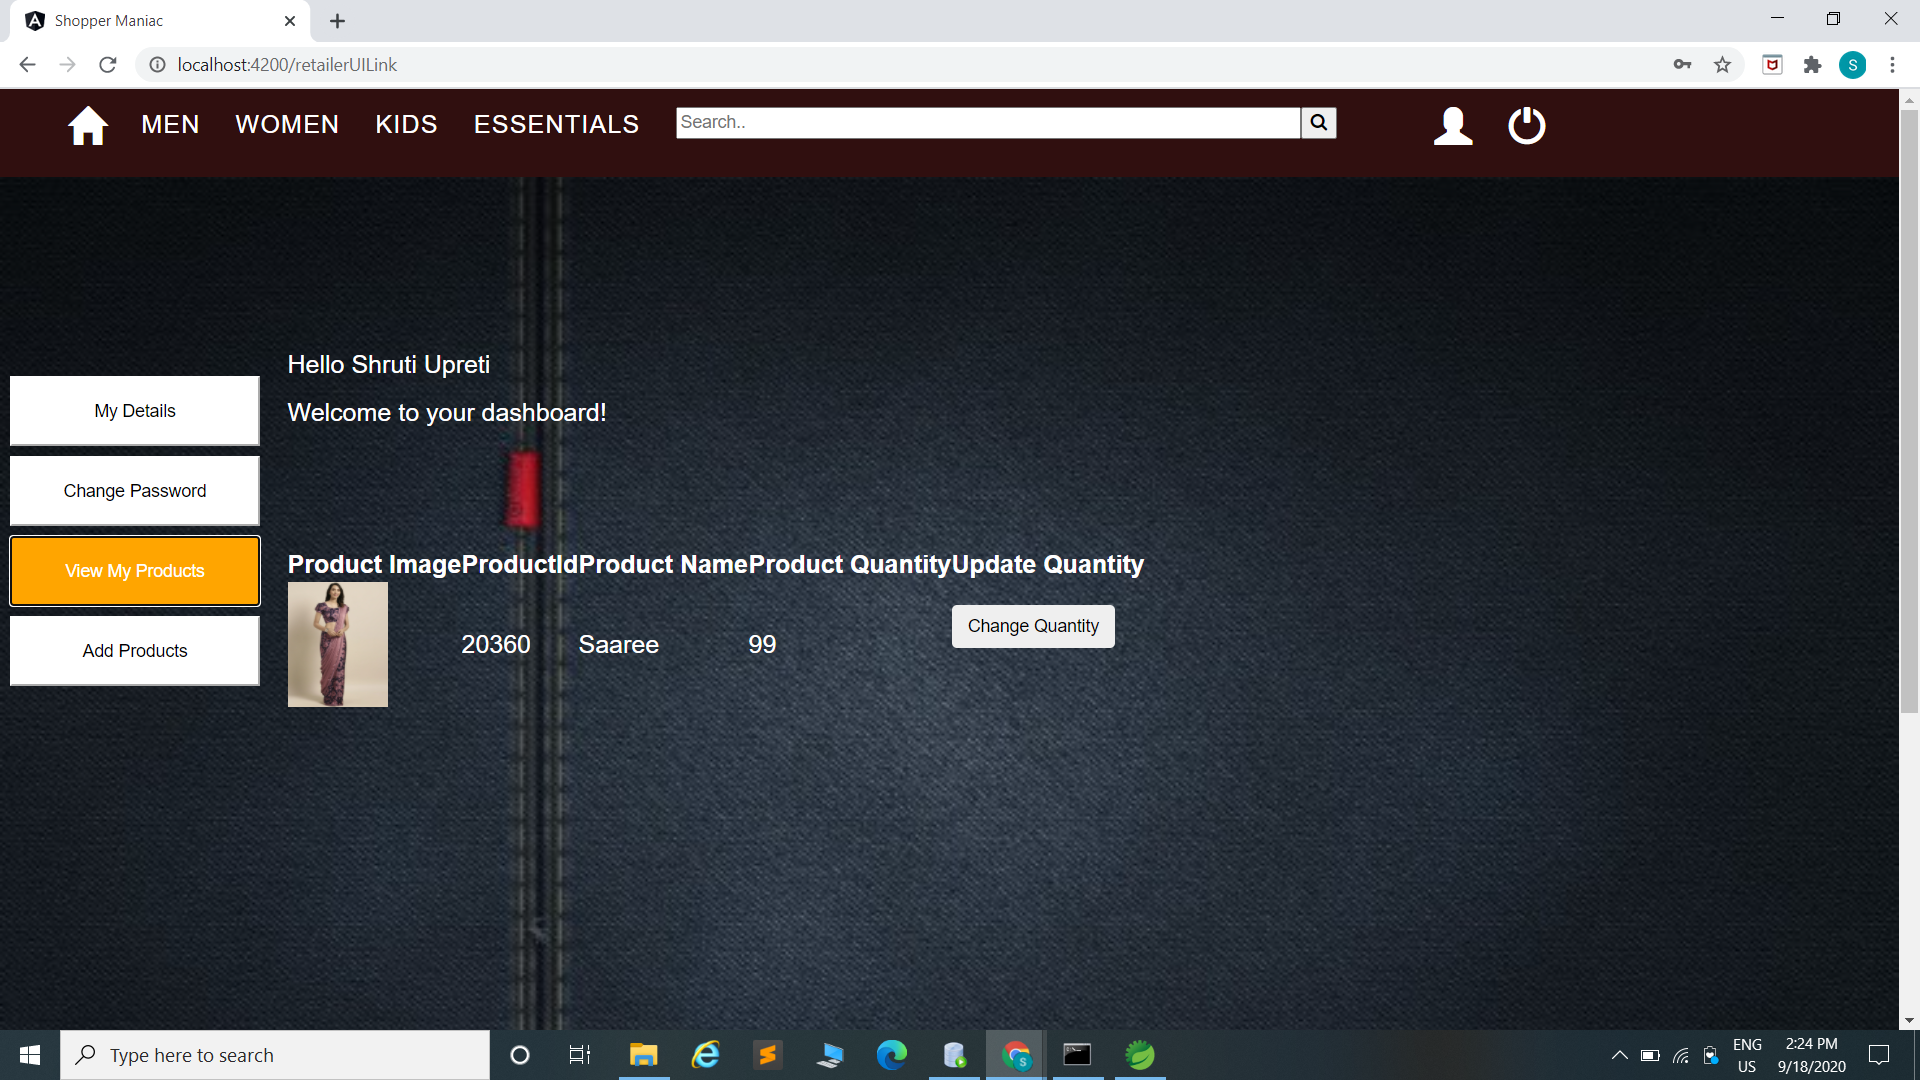 Shopper Maniac
localhost:4200/retailerUILink
S
MEN WOMEN KIDS ESSENTIALS Search..
Hello Shruti Upreti
Welcome to your dashboard!
My Details
Change Password
View My Products
Add Products
Product Image ProductId Product Name Product Quantity Update Quantity
20360 Saaree 99 Change Quantity
Type here to search
ENG
US
2:24 PM
9/18/2020